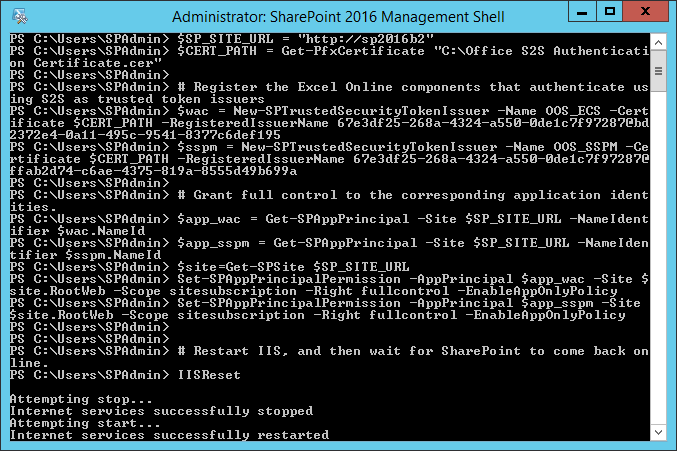 Administrator: SharePoint 2016 Management Shell
PS C:\Users\SPAdmin> $SP_SITE_URL = "http://sp2016b2"
PS C:\Users\SPAdmin> $CERT_PATH = Get-PfxCertificate "C:\Office S2S Authenticati
on Certificate.cer"
PS C:\Users\SPAdmin>
PS C:\Users\SPAdmin> # Register the Excel Online components that authenticate us
ing S2S as trusted token issuers
PS C:\Users\SPAdmin> $wac = New-SPTrustedSecurityTokenIssuer -Name OOS_ECS -Cert
ificate $CERT_PATH -RegisteredIssuerName 67e3df25-268a-4324-a550-0de1c7f97287@bd
2372e4-0a11-495c-9541-8377c6def195
PS C:\Users\SPAdmin> $sspm = New-SPTrustedSecurityTokenIssuer -Name OOS_SSPM -Ce
rtificate $CERT_PATH -RegisteredIssuerName 67e3df25-268a-4324-a550-0de1c7f97287@
ffab2d74-c6ae-4375-819a-8555d49b699a
PS C:\Users\SPAdmin>
PS C:\Users\SPAdmin> # Grant full control to the corresponding application ident
ities.
PS C:\Users\SPAdmin> $app_wac = Get-SPAppPrincipal -Site $SP_SITE_URL -NameIdent
ifier $wac.NameId
PS C:\Users\SPAdmin> $app_sspm = Get-SPAppPrincipal -Site $SP_SITE_URL -NameIden
tifier $sspm.NameId
PS C:\Users\SPAdmin> $site=Get-SPSite $SP_SITE_URL
PS C:\Users\SPAdmin> Set-SPAppPrincipalPermission -AppPrincipal $app_wac -Site $
site.RootWeb -Scope sitesubscription -Right fullcontrol -EnableAppOnlyPolicy
PS C:\Users\SPAdmin> Set-SPAppPrincipalPermission -AppPrincipal $app_sspm -Site
$site.RootWeb -Scope sitesubscription -Right fullcontrol -EnableAppOnlyPolicy
PS C:\Users\SPAdmin>
PS C:\Users\SPAdmin>
PS C:\Users\SPAdmin> # Restart IIS, and then wait for SharePoint to come back on
line.
PS C:\Users\SPAdmin> IISReset
Attempting stop...
Internet services successfully stopped
Attempting start...
Internet services successfully restarted